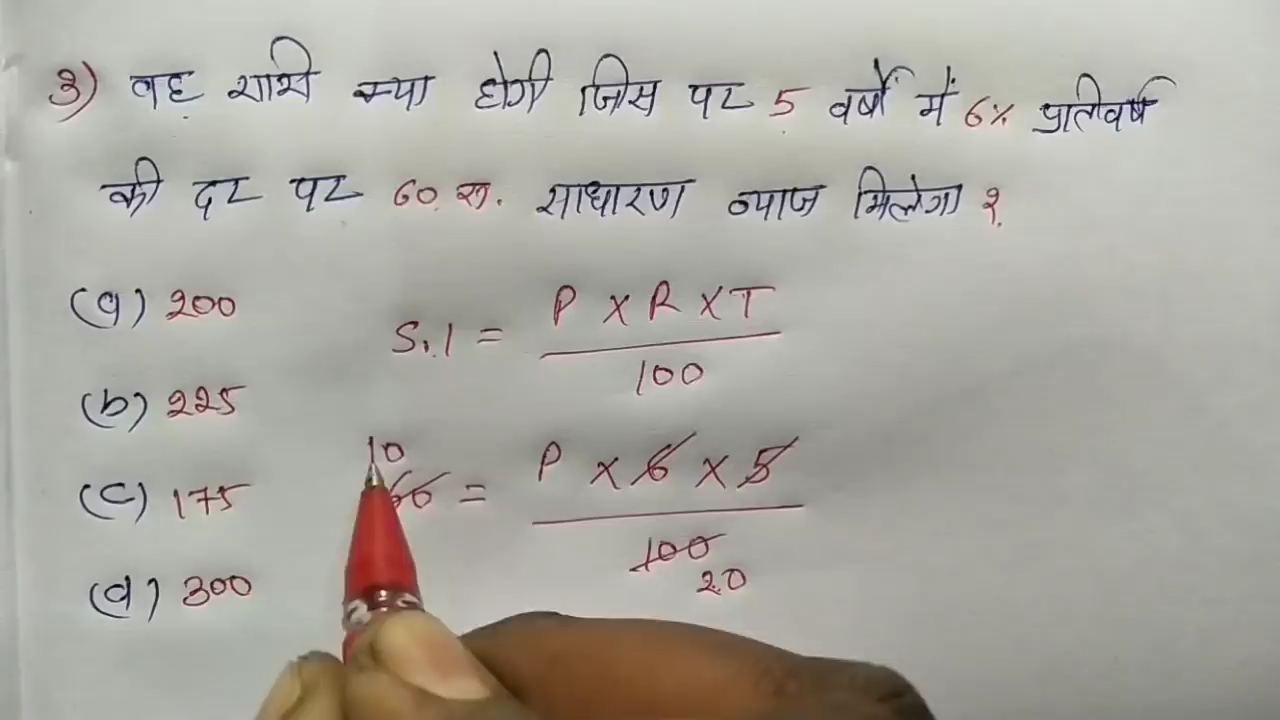 3) वह राशि क्या होगी जिस पर 5 वर्षों में 6% प्रतिवर्ष
की दर पर 60 रू. साधारण ब्याज मिलेगा ?
(a) 200
(b) 225
(c) 175
(d) 300
S.I = P X R X T
100
10
60 = P X 6 X 5
100
20